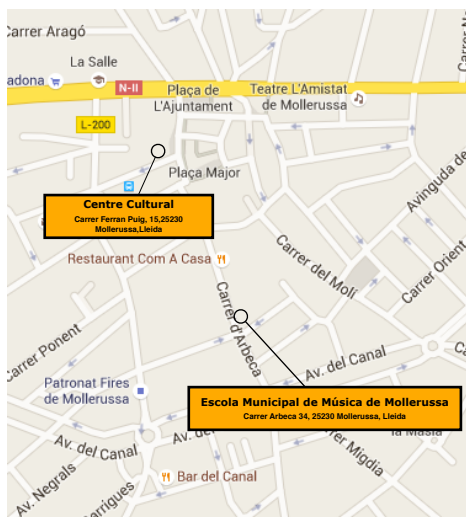 Carrer Aragó
La Salle
adona
N-II
Plaça de
L'Ajuntament
Teatre L'Amistat
de Mollerussa
L-200
Plaça Major
Avinguda de
Centre Cultural
Carrer Ferran Puig, 15,25230
Mollerussa,Lleida
Restaurant Com A Casa
Carrer del Molí
Carrer Orient
Carrer d'Arbeca
Carrer Ponent
Av. del Canal
Patronat Fires
de Mollerussa
Escola Municipal de Música de Mollerussa
Carrer Arbeca 34, 25230 Mollerussa, Lleida
Av. del Canal
Av. de
la Masia
Carrer Migdia
Bar del Canal
Av. Negrals
Garrigues